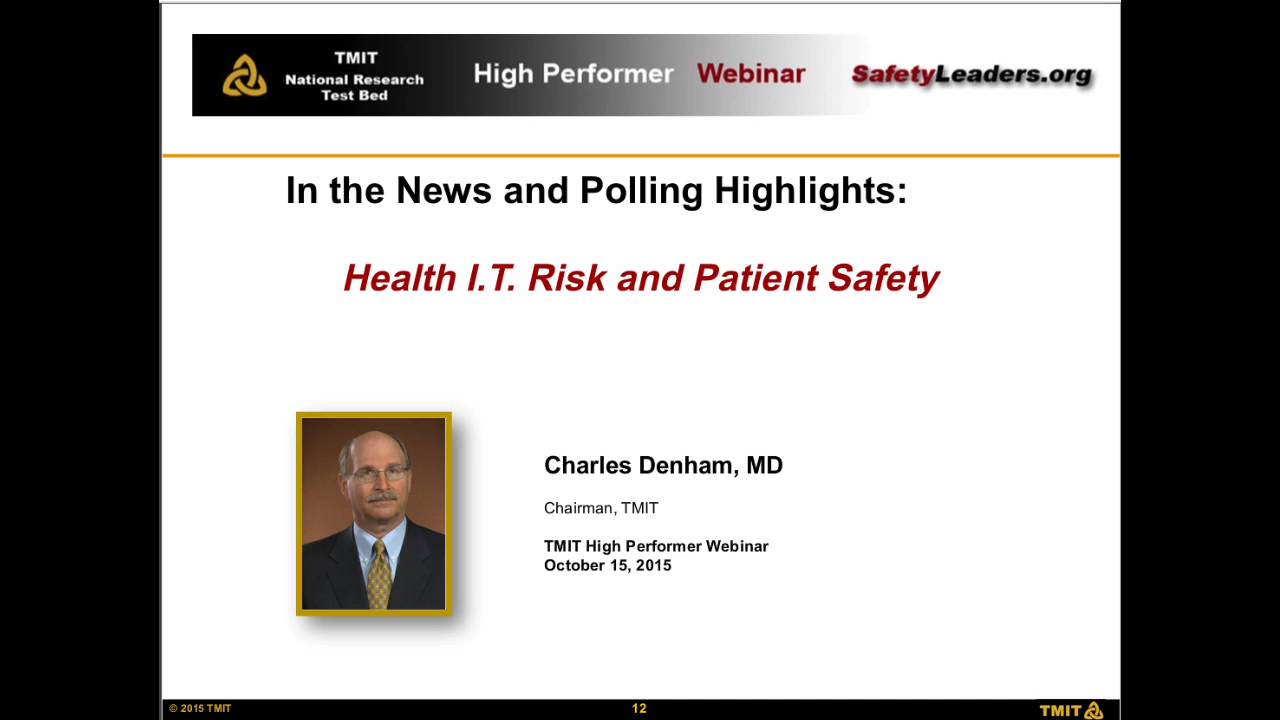 TMIT
National Research
Test Bed
High Performer Webinar
SafetyLeaders.org
In the News and Polling Highlights:
Health I.T. Risk and Patient Safety
Charles Denham, MD
Chairman, TMIT
TMIT High Performer Webinar
October 15, 2015
© 2015 TMIT
12
TMIT